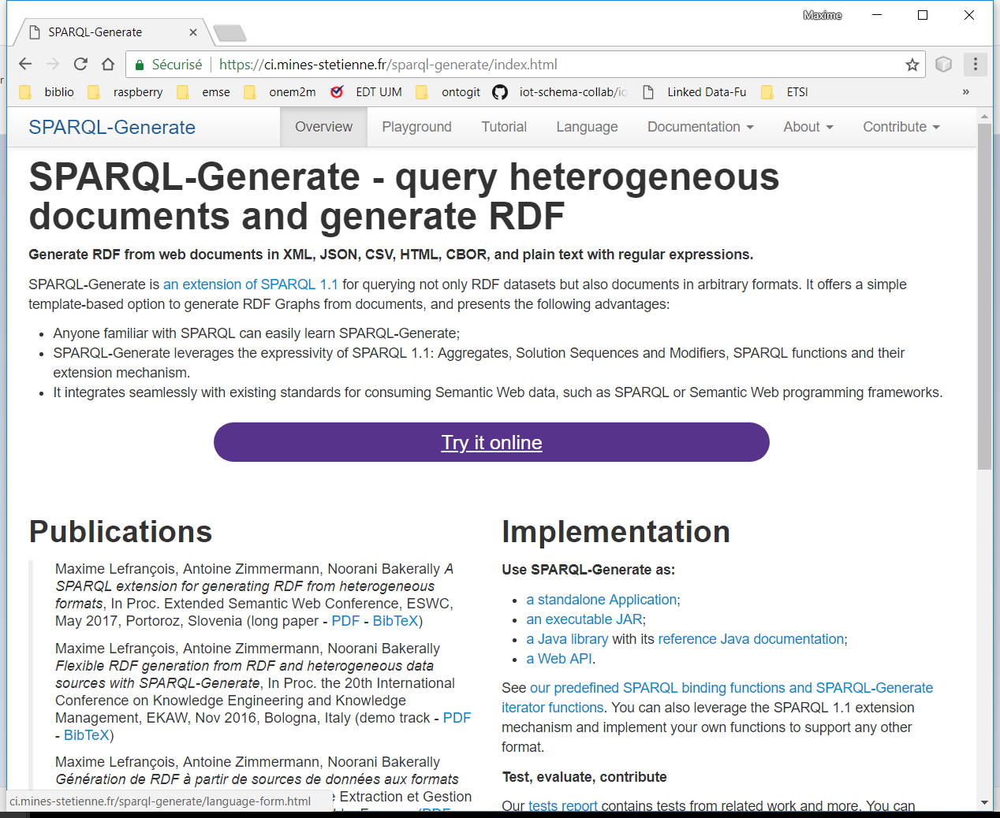 Maxime
SPARQL-Generate
Sécurisé
https://ci.mines-stetienne.fr/sparql-generate/index.html
biblio raspberry emse onem2m EDT UJM ontogit iot-schema-collab/io Linked Data-Fu ETSI »
SPARQL-Generate Overview Playground Tutorial Language Documentation About Contribute
SPARQL-Generate - query heterogeneous
documents and generate RDF
Generate RDF from web documents in XML, JSON, CSV, HTML, CBOR, and plain text with regular expressions.
SPARQL-Generate is an extension of SPARQL 1.1 for querying not only RDF datasets but also documents in arbitrary formats. It offers a simple
template-based option to generate RDF Graphs from documents, and presents the following advantages:
• Anyone familiar with SPARQL can easily learn SPARQL-Generate;
• SPARQL-Generate leverages the expressivity of SPARQL 1.1: Aggregates, Solution Sequences and Modifiers, SPARQL functions and their
extension mechanism.
• It integrates seamlessly with existing standards for consuming Semantic Web data, such as SPARQL or Semantic Web programming frameworks.
Try it online
Publications
Maxime Lefrançois, Antoine Zimmermann, Noorani Bakerally A
SPARQL extension for generating RDF from heterogeneous
formats, In Proc. Extended Semantic Web Conference, ESWC,
May 2017, Portoroz, Slovenia (long paper - PDF - BibTeX)
Maxime Lefrançois, Antoine Zimmermann, Noorani Bakerally
Flexible RDF generation from RDF and heterogeneous data
sources with SPARQL-Generate, In Proc. the 20th International
Conference on Knowledge Engineering and Knowledge
Management, EKAW, Nov 2016, Bologna, Italy (demo track - PDF
- BibTeX)
Maxime Lefrançois, Antoine Zimmermann, Noorani Bakerally
Génération de RDF à partir de sources de données aux formats
e Extraction et Gestion
ci.mines-stetienne.fr/sparql-generate/language-form.html
Implementation
Use SPARQL-Generate as:
• a standalone Application;
• an executable JAR;
• a Java library with its reference Java documentation;
• a Web API.
See our predefined SPARQL binding functions and SPARQL-Generate
iterator functions. You can also leverage the SPARQL 1.1 extension
mechanism and implement your own functions to support any other
format.
Test, evaluate, contribute
Our tests report contains tests from related work and more. You can